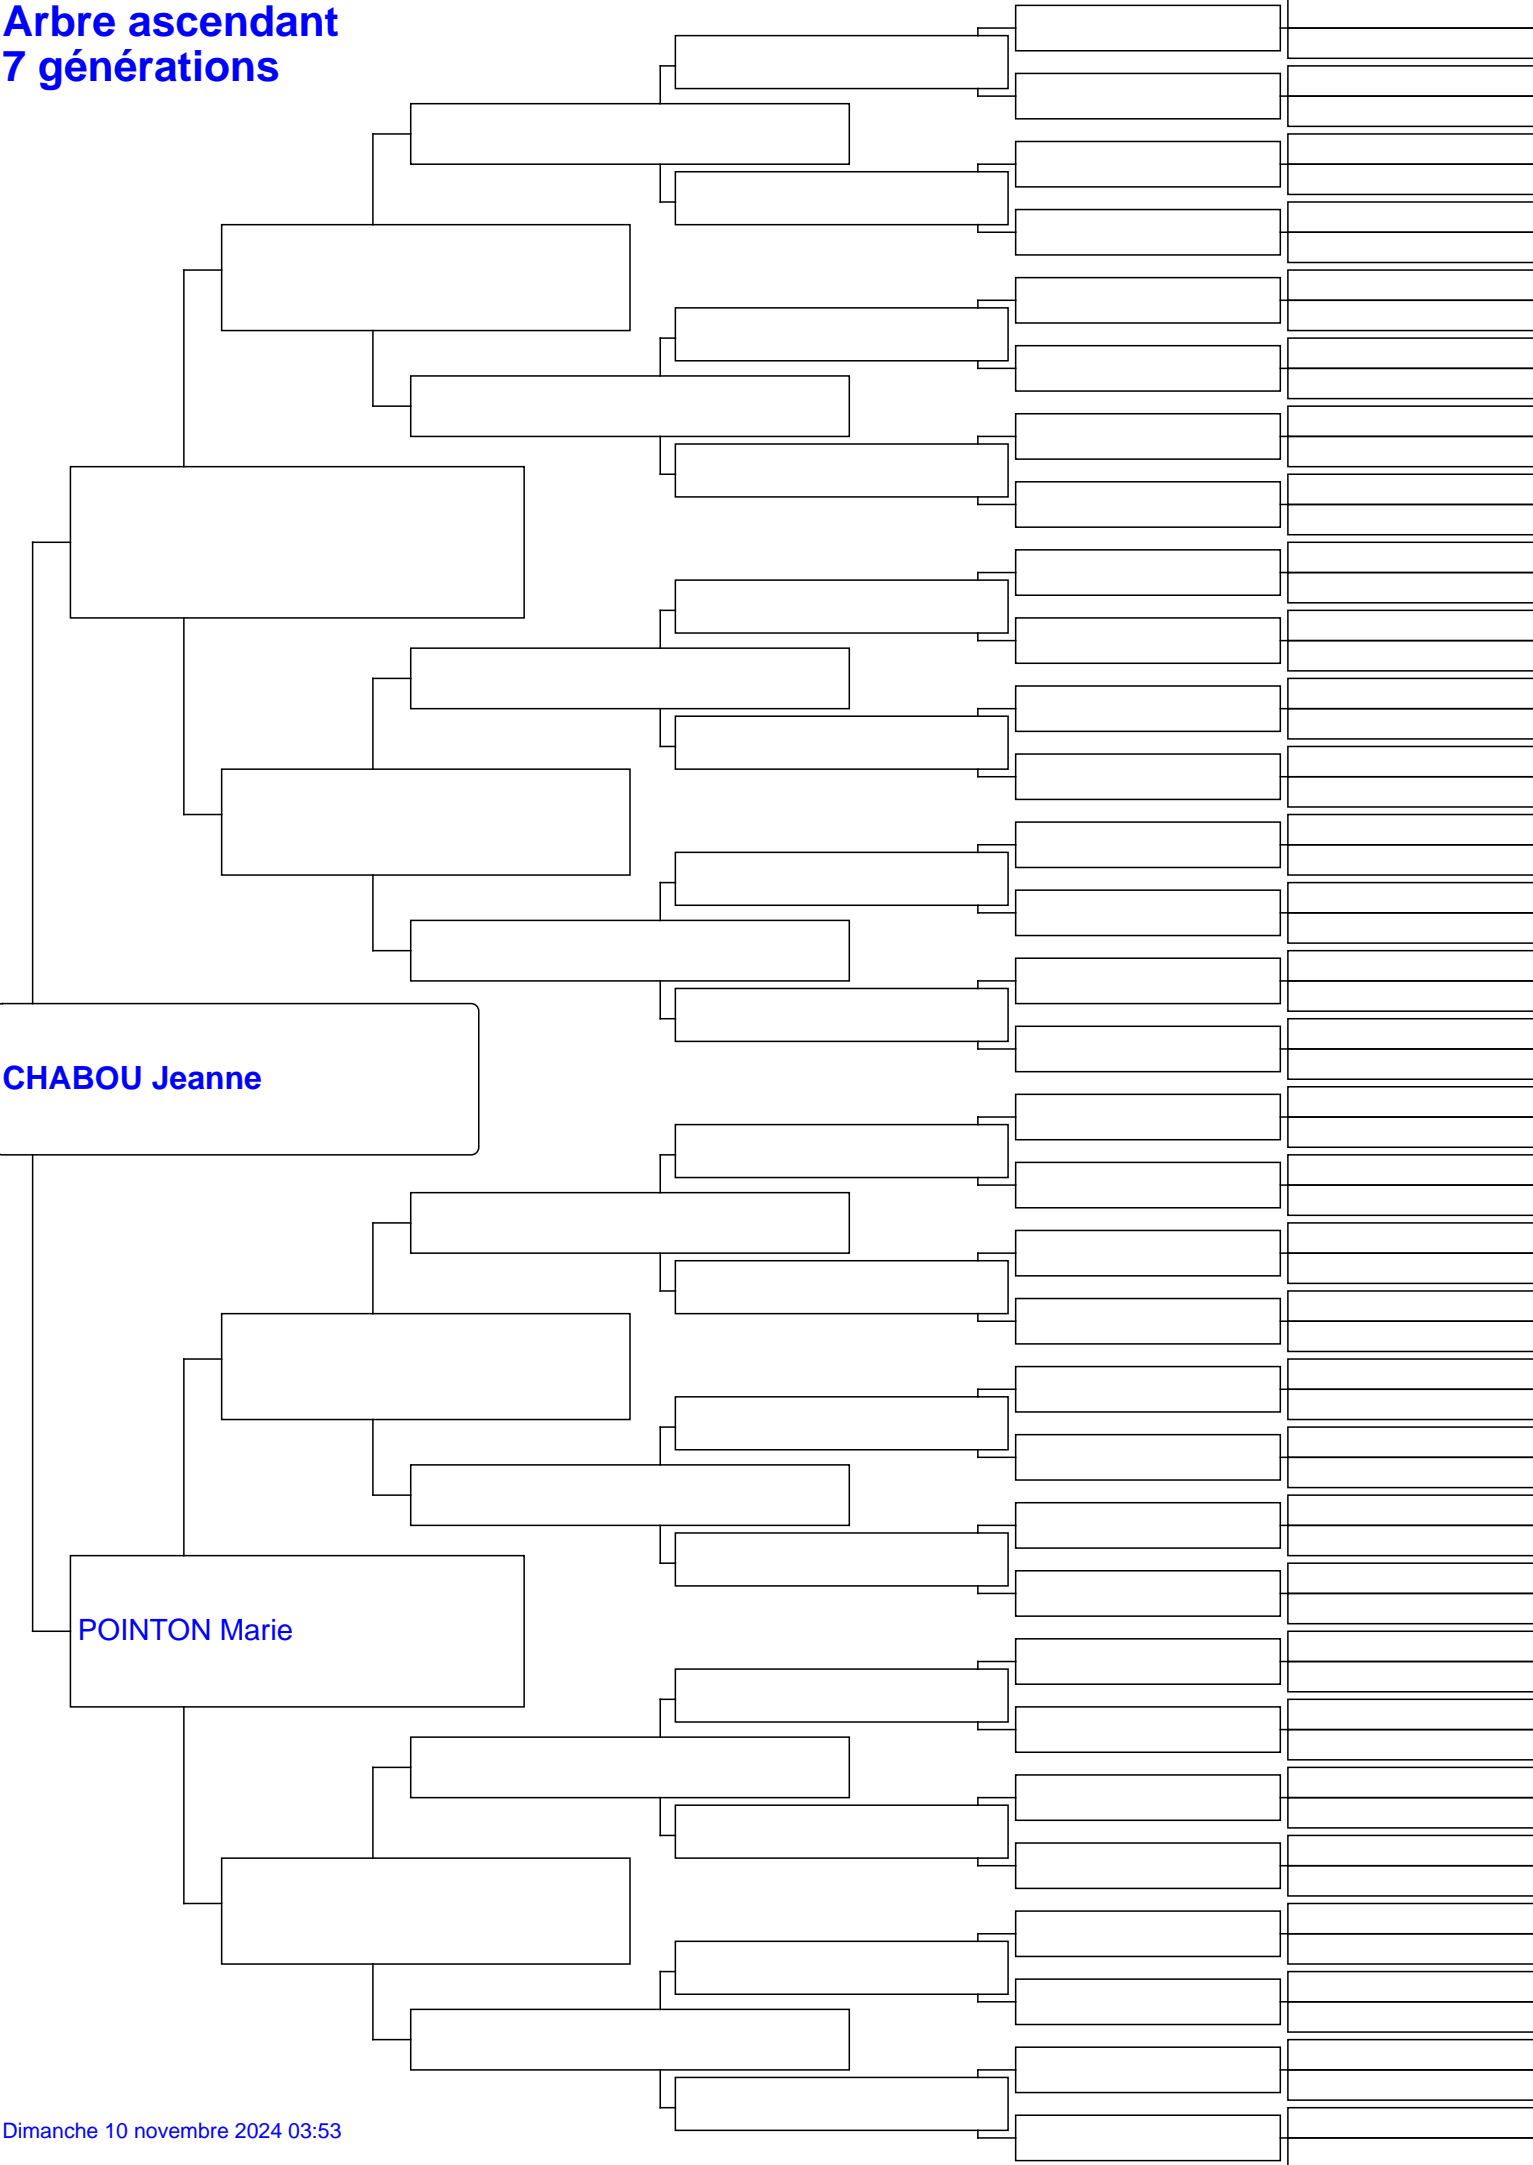 Arbre ascendant
7 générations
CHABOU Jeanne
POINTON Marie
Dimanche 10 novembre 2024 03:53